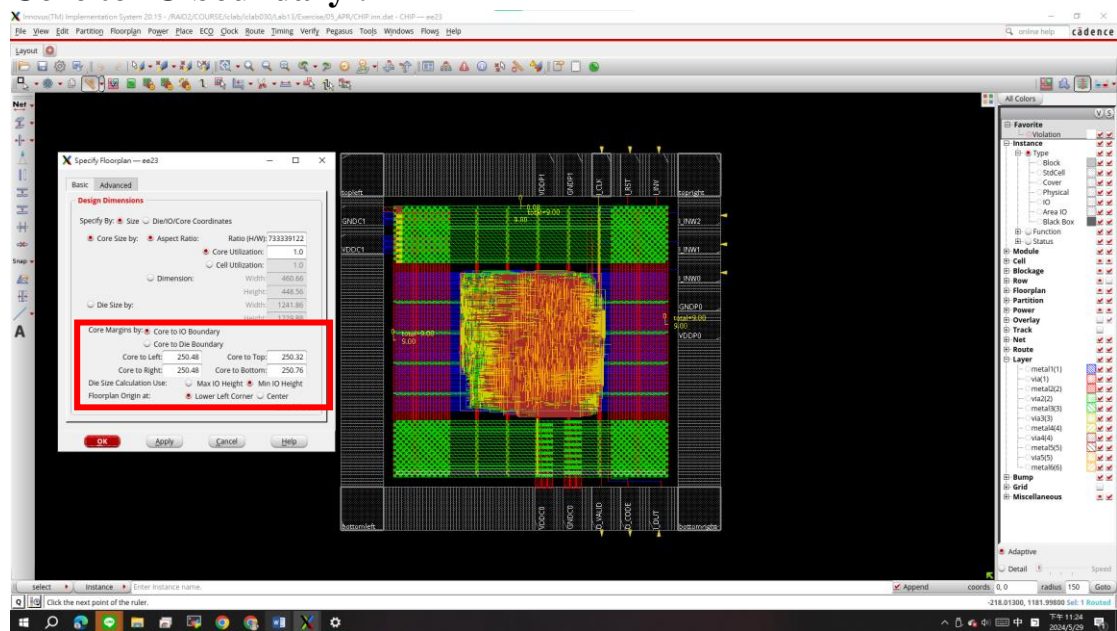 Innovus(TM) Implementation System 20.15 - /RAID2/COURSE/iclab/iclab030/Lab13/Exercise/05_APR/CHIP.inn.dat - CHIP — ee23
File View Edit Partition Floorplan Power Place ECO Clock Route Timing Verify Pegasus Tools Windows Flows Help
online help cādence
Layout
All Colors
Net
V S
Favorite
Violation
Instance
Type
Block
StdCell
Cover
Physical
IO
Area IO
Black Box
Function
Status
Module
Cell
Blockage
Row
Floorplan
Partition
Power
Overlay
Track
Net
Route
Layer
metal1(1)
via(1)
metal2(2)
via2(2)
metal3(3)
via3(3)
metal4(4)
via4(4)
metal5(5)
via5(5)
metal6(6)
Bump
Grid
Miscellaneous
Adaptive
Detail Speed
Snap
A
Specify Floorplan — ee23
Basic Advanced
Design Dimensions
Specify By: Size Die/IO/Core Coordinates
Core Size by: Aspect Ratio: Ratio (H/W): 733339122
Core Utilization: 1.0
Cell Utilization: 1.0
Dimension: Width: 460.66
Height: 448.56
Die Size by: Width: 1241.86
Core Margins by: Core to IO Boundary
Core to Die Boundary
Core to Left: 250.48 Core to Top: 250.32
Core to Right: 250.48 Core to Bottom: 250.76
Die Size Calculation Use: Max IO Height Min IO Height
Floorplan Origin at: Lower Left Corner Center
OK Apply Cancel Help
topleft VDDP1 GNDP1 I_CLK I_RST I_INW topright
GNDC1 I_INW2
VDDC1 I_INW1
I_INW0
GNDP0
VDDP0
bottomleft VDDC0 GNDC0 O_VALID O_CODE I_OUT bottomright
select Instance Enter Instance name. Append coords 0, 0 radius 150 Goto
Q Click the next point of the ruler. -218.01300, 1181.99800 Sel: 1 Routed
中 下午 11:24
2024/5/29